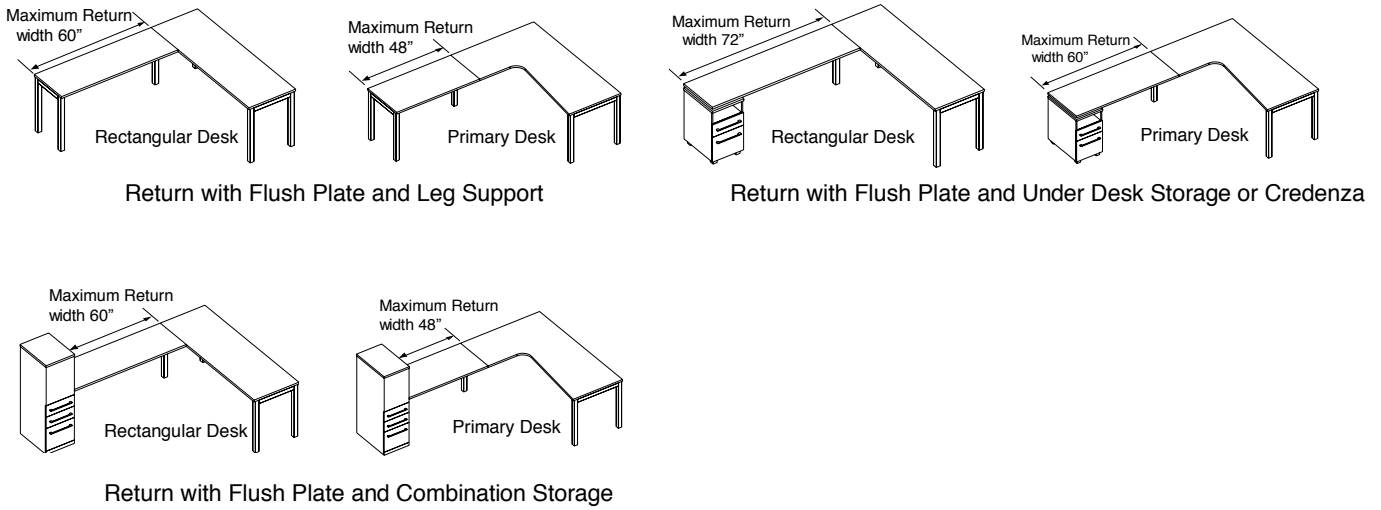 Maximum Return
width 60”
Rectangular Desk
Maximum Return
width 48”
Primary Desk
Return with Flush Plate and Leg Support
Maximum Return
width 72”
Rectangular Desk
Maximum Return
width 60”
Primary Desk
Return with Flush Plate and Under Desk Storage or Credenza
Maximum Return
width 60”
Rectangular Desk
Maximum Return
width 48”
Primary Desk
Return with Flush Plate and Combination Storage